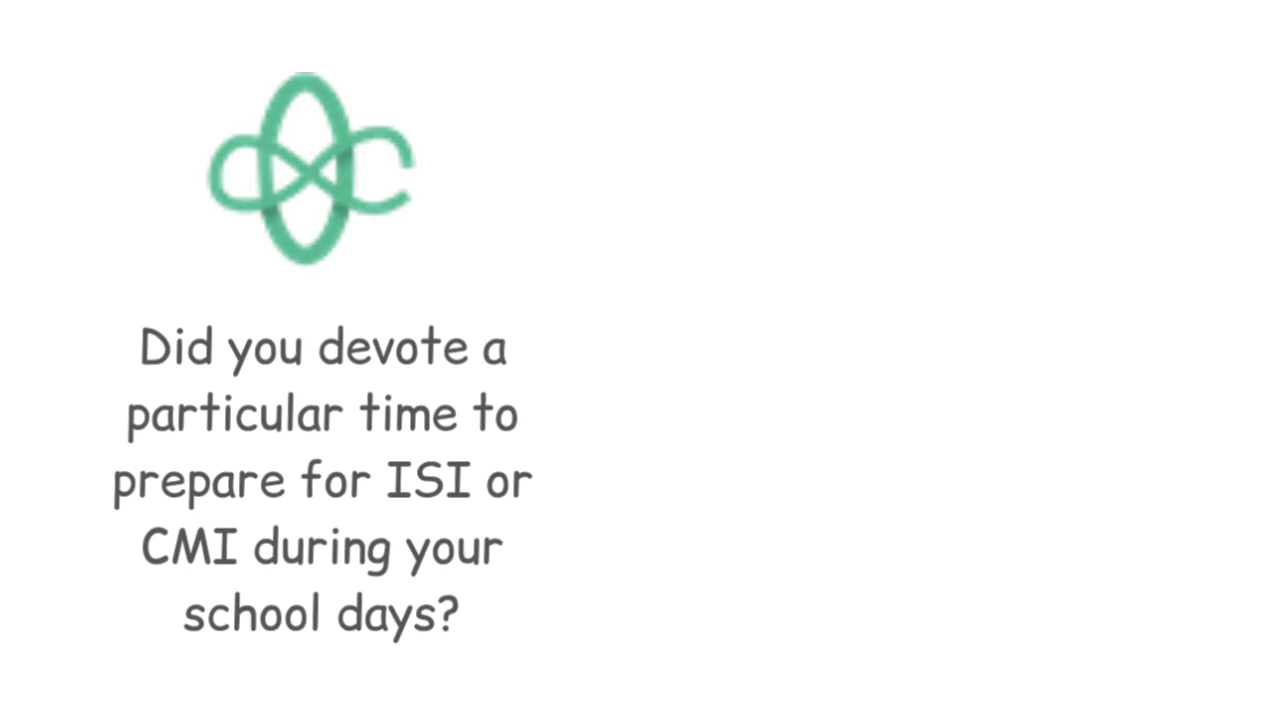 Did you devote a
particular time to
prepare for ISI or
CMI during your
school days?